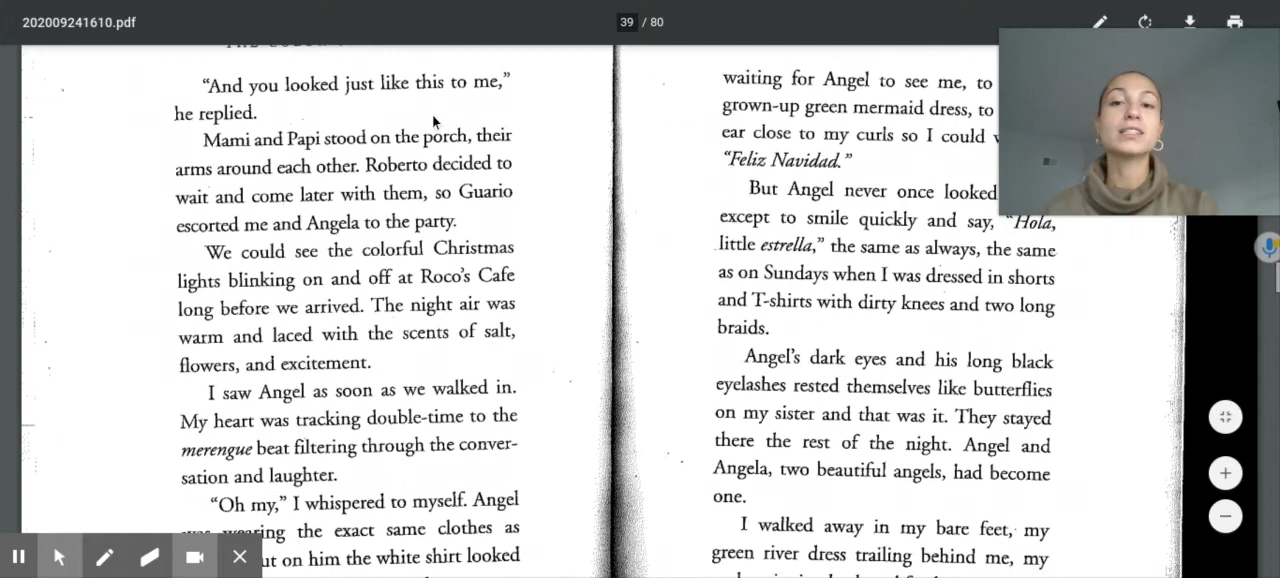 202009241610.pdf
39 / 80
“And you looked just like this to me,”
he replied.
Mami and Papi stood on the porch, their
arms around each other. Roberto decided to
wait and come later with them, so Guario
escorted me and Angela to the party.
We could see the colorful Christmas
lights blinking on and off at Roco’s Cafe
long before we arrived. The night air was
warm and laced with the scents of salt,
flowers, and excitement.
I saw Angel as soon as we walked in.
My heart was tracking double-time to the
merengue beat filtering through the conver-
sation and laughter.
“Oh my,” I whispered to myself. Angel
wearing the exact same clothes as
on him the white shirt looked
waiting for Angel to see me, to
grown-up green mermaid dress, to
ear close to my curls so I could
“Feliz Navidad.”
But Angel never once looked
except to smile quickly and say, “Hola,
little estrella,” the same as always, the same
as on Sundays when I was dressed in shorts
and T-shirts with dirty knees and two long
braids.
Angel’s dark eyes and his long black
eyelashes rested themselves like butterflies
on my sister and that was it. They stayed
there the rest of the night. Angel and
Angela, two beautiful angels, had become
one.
I walked away in my bare feet, my
green river dress trailing behind me, my